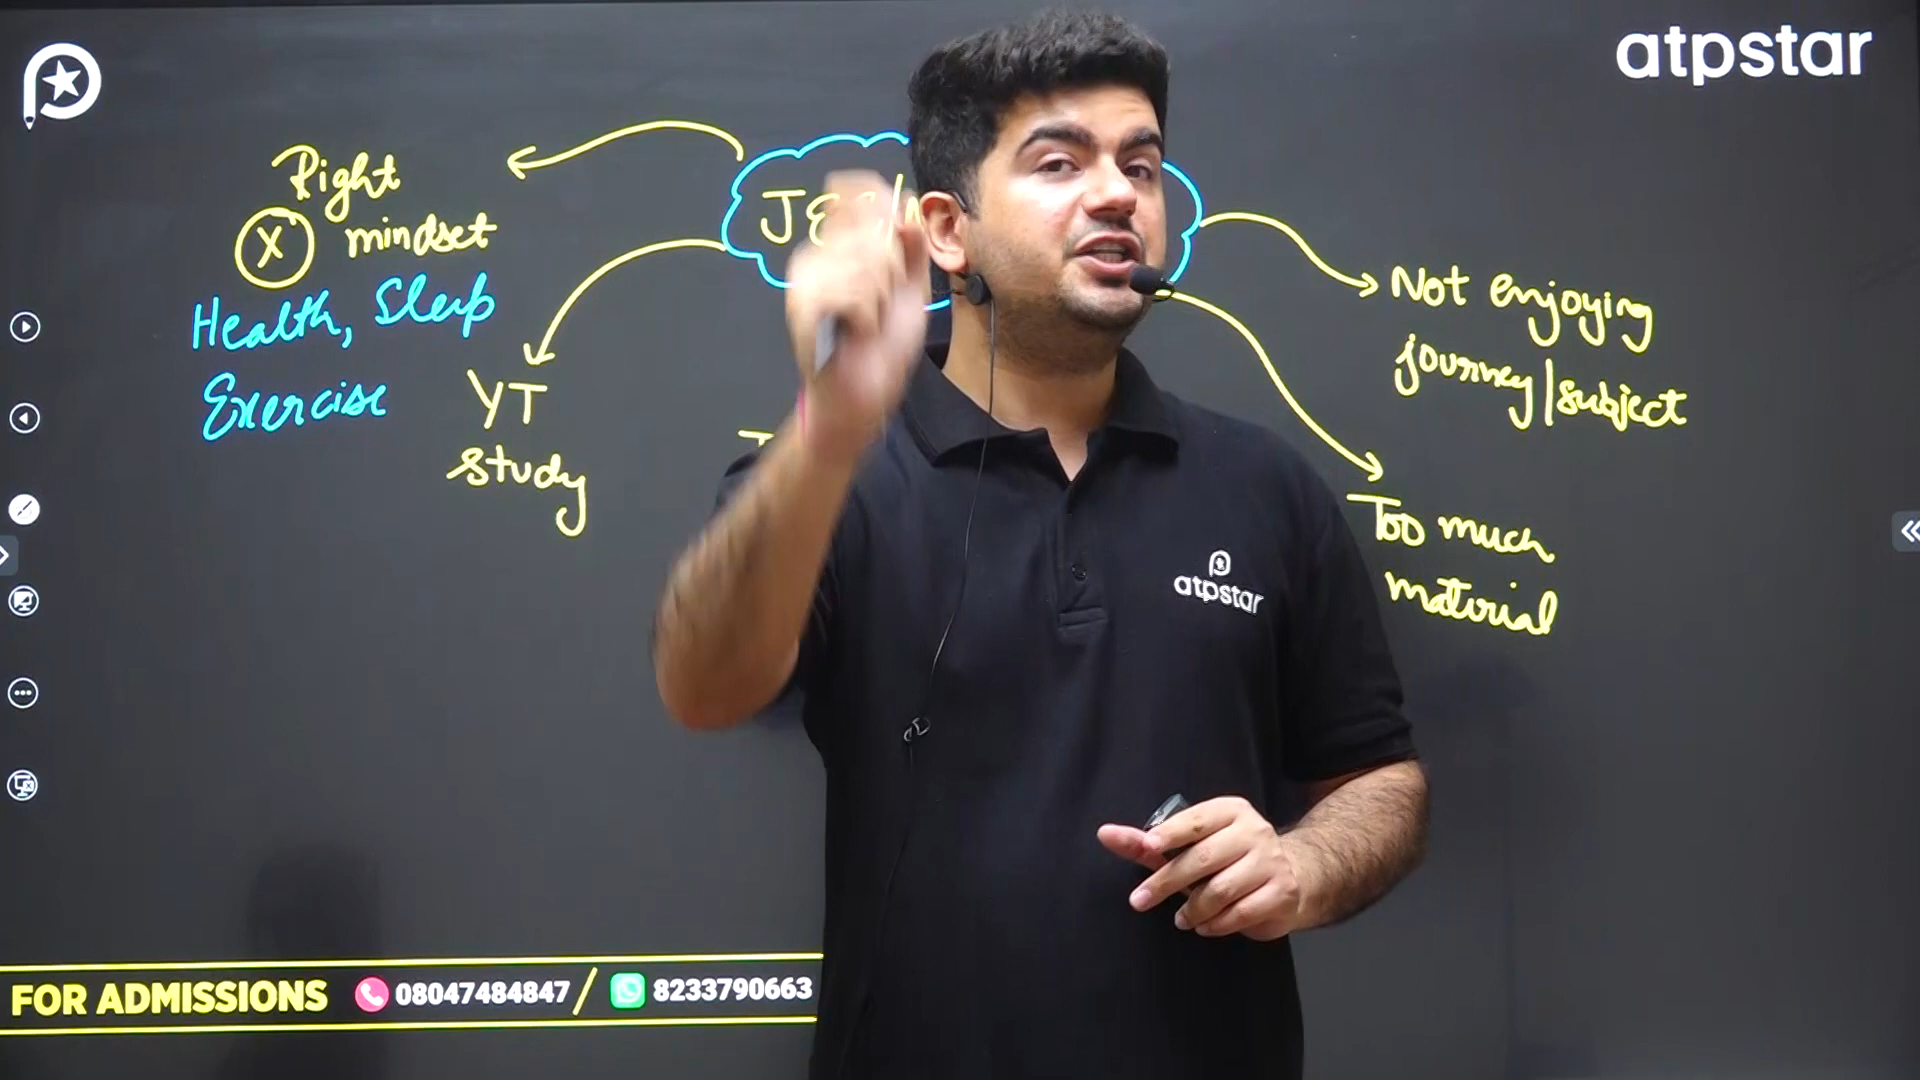 atpstar
Right
X mindset
Health, Sleep
Exercise
YT
study
Not enjoying
journey/subject
Too much
material
atpstar
FOR ADMISSIONS 08047484847 / 8233790663